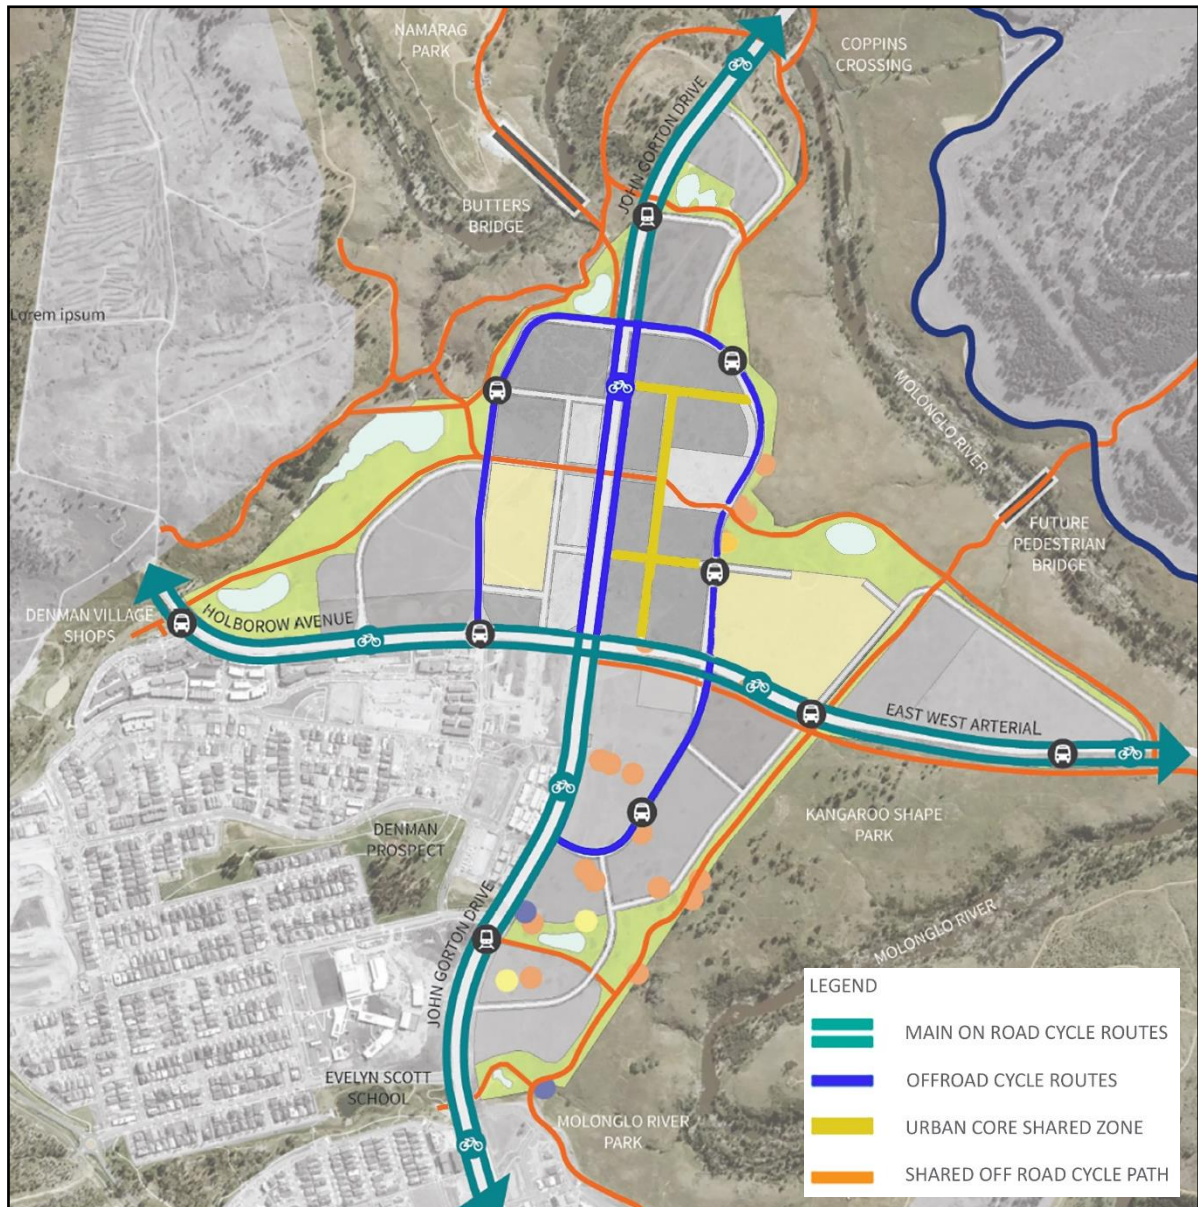 NAMARAG
PARK
COPPINS
CROSSING
JOHN GORTON DRIVE
BUTTERS
BRIDGE
Lorem ipsum
MOLONGLO RIVER
FUTURE
PEDESTRIAN
BRIDGE
DENMAN VILLAGE
SHOPS
HOLBOROW AVENUE
EAST WEST ARTERIAL
KANGAROO SHAPE
PARK
DENMAN
PROSPECT
JOHN GORTON DRIVE
MOLONGLO RIVER
EVELYN SCOTT
SCHOOL
MOLONGLO RIVER
PARK
LEGEND
MAIN ON ROAD CYCLE ROUTES
OFFROAD CYCLE ROUTES
URBAN CORE SHARED ZONE
SHARED OFF ROAD CYCLE PATH